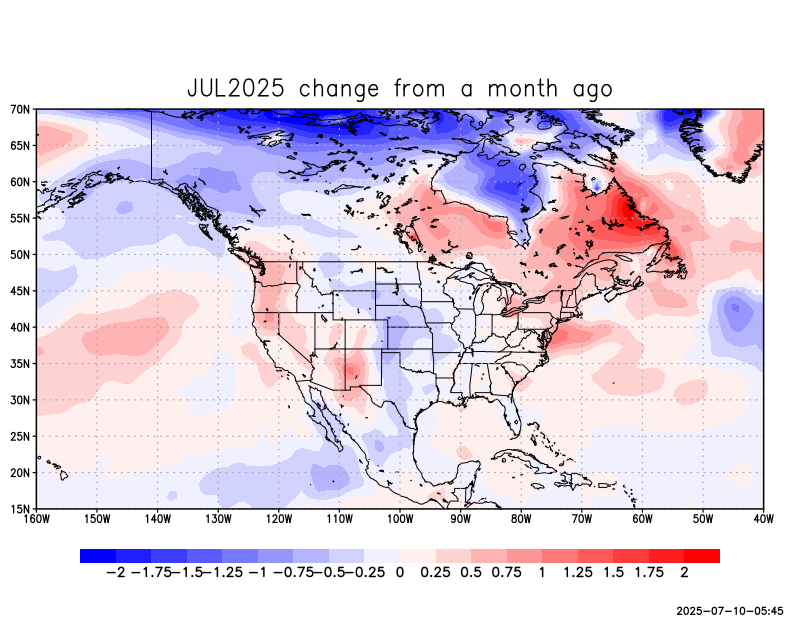 JUL2025 change from a month ago
70N
65N
60N
55N
50N
45N
40N
35N
30N
25N
20N
15N
160W 150W 140W 130W 120W 110W 100W 90W 80W 70W 60W 50W 40W
−2 −1.75 −1.5 −1.25 −1 −0.75 −0.5 −0.25 0 0.25 0.5 0.75 1 1.25 1.5 1.75 2
2025-07-10-05:45